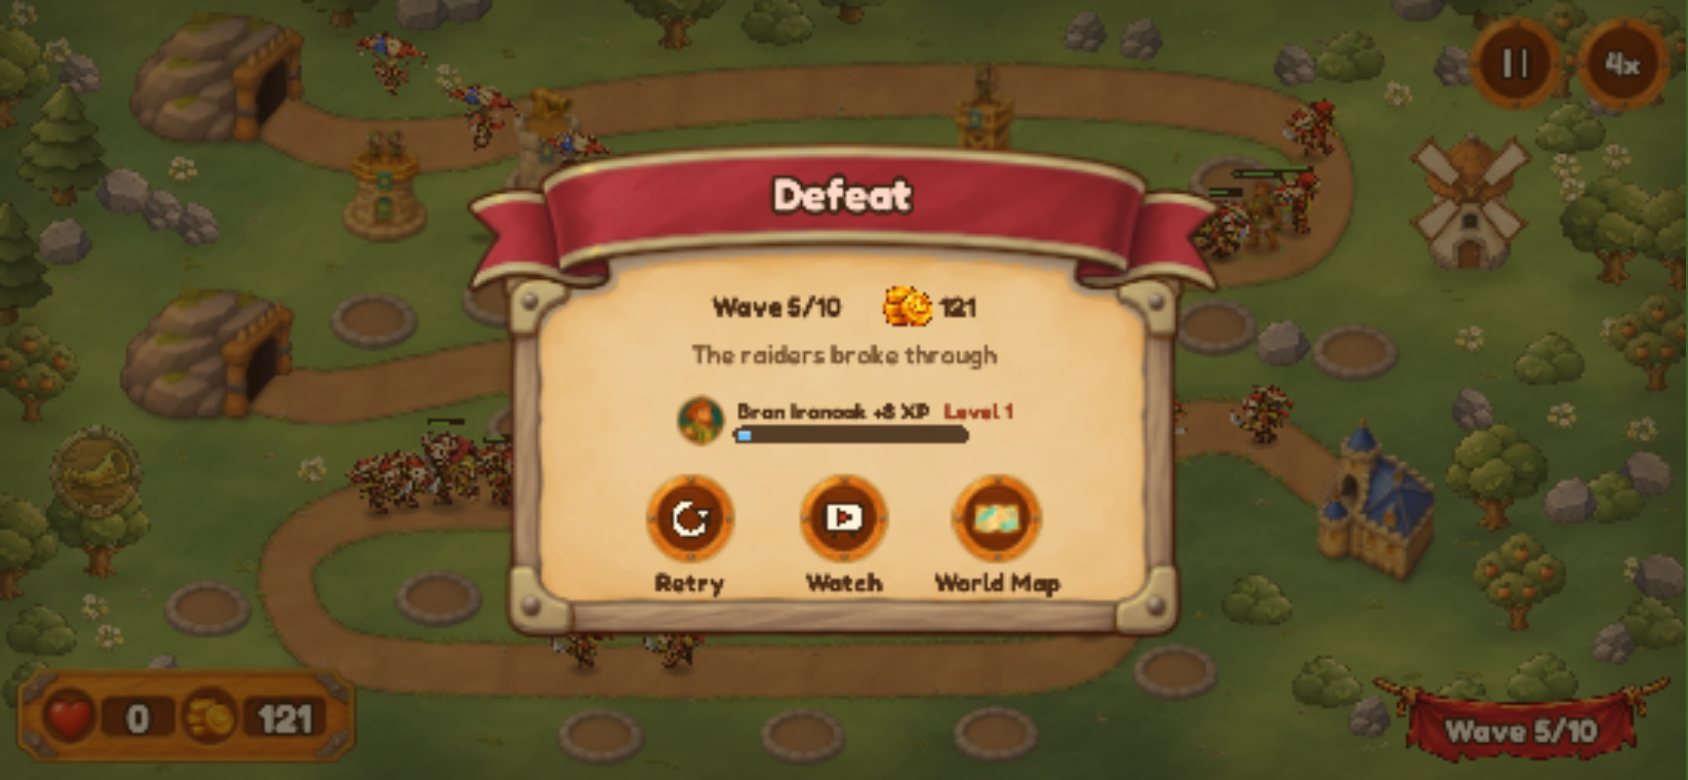 4x
Defeat
Wave 5/10 121
The raiders broke through
Bran Ironoak +8 XP Level 1
Retry Watch World Map
0 121
Wave 5/10